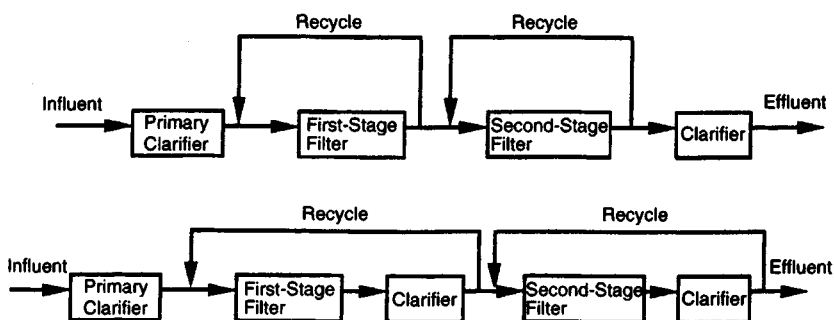 Recycle
Recycle
Influent
Primary
Clarifier
First-Stage
Filter
Second-Stage
Filter
Clarifier
Effluent
Recycle
Recycle
Influent
Primary
Clarifier
First-Stage
Filter
Clarifier
Second-Stage
Filter
Clarifier
Effluent